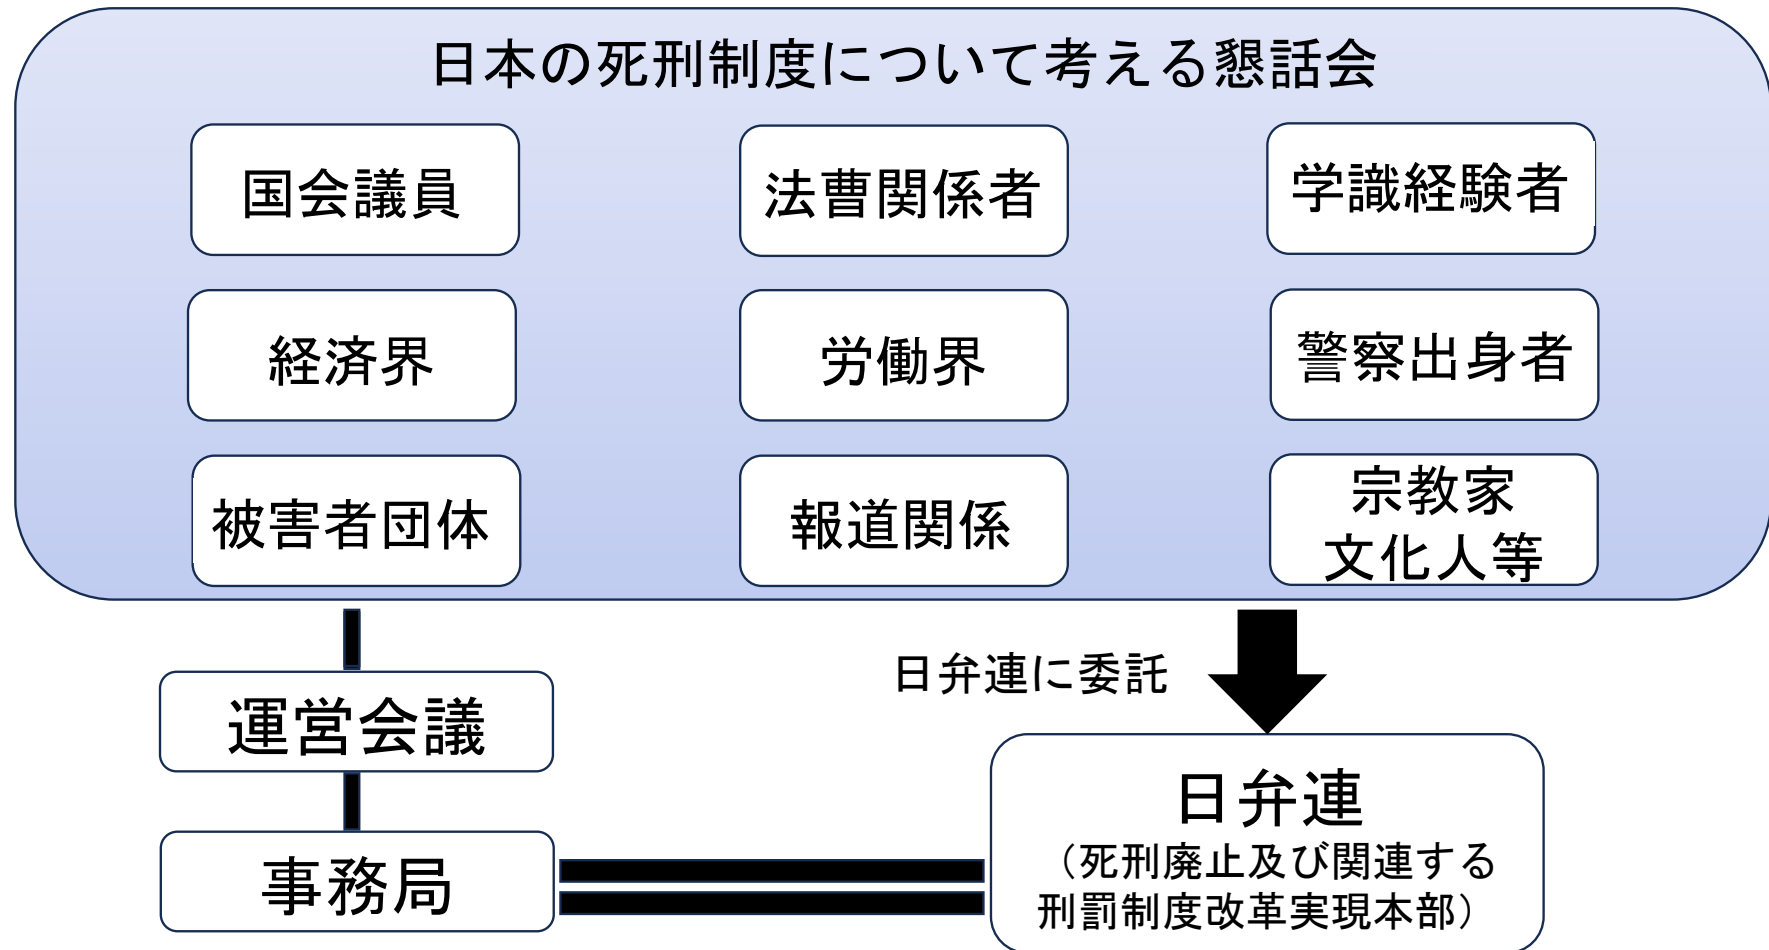 日本の死刑制度について考える懇話会
国会議員
法曹関係者
学識経験者
経済界
労働界
警察出身者
被害者団体
報道関係
宗教家
文化人等
日弁連に委託
運営会議
日弁連
（死刑廃止及び関連する
刑罰制度改革実現本部）
事務局